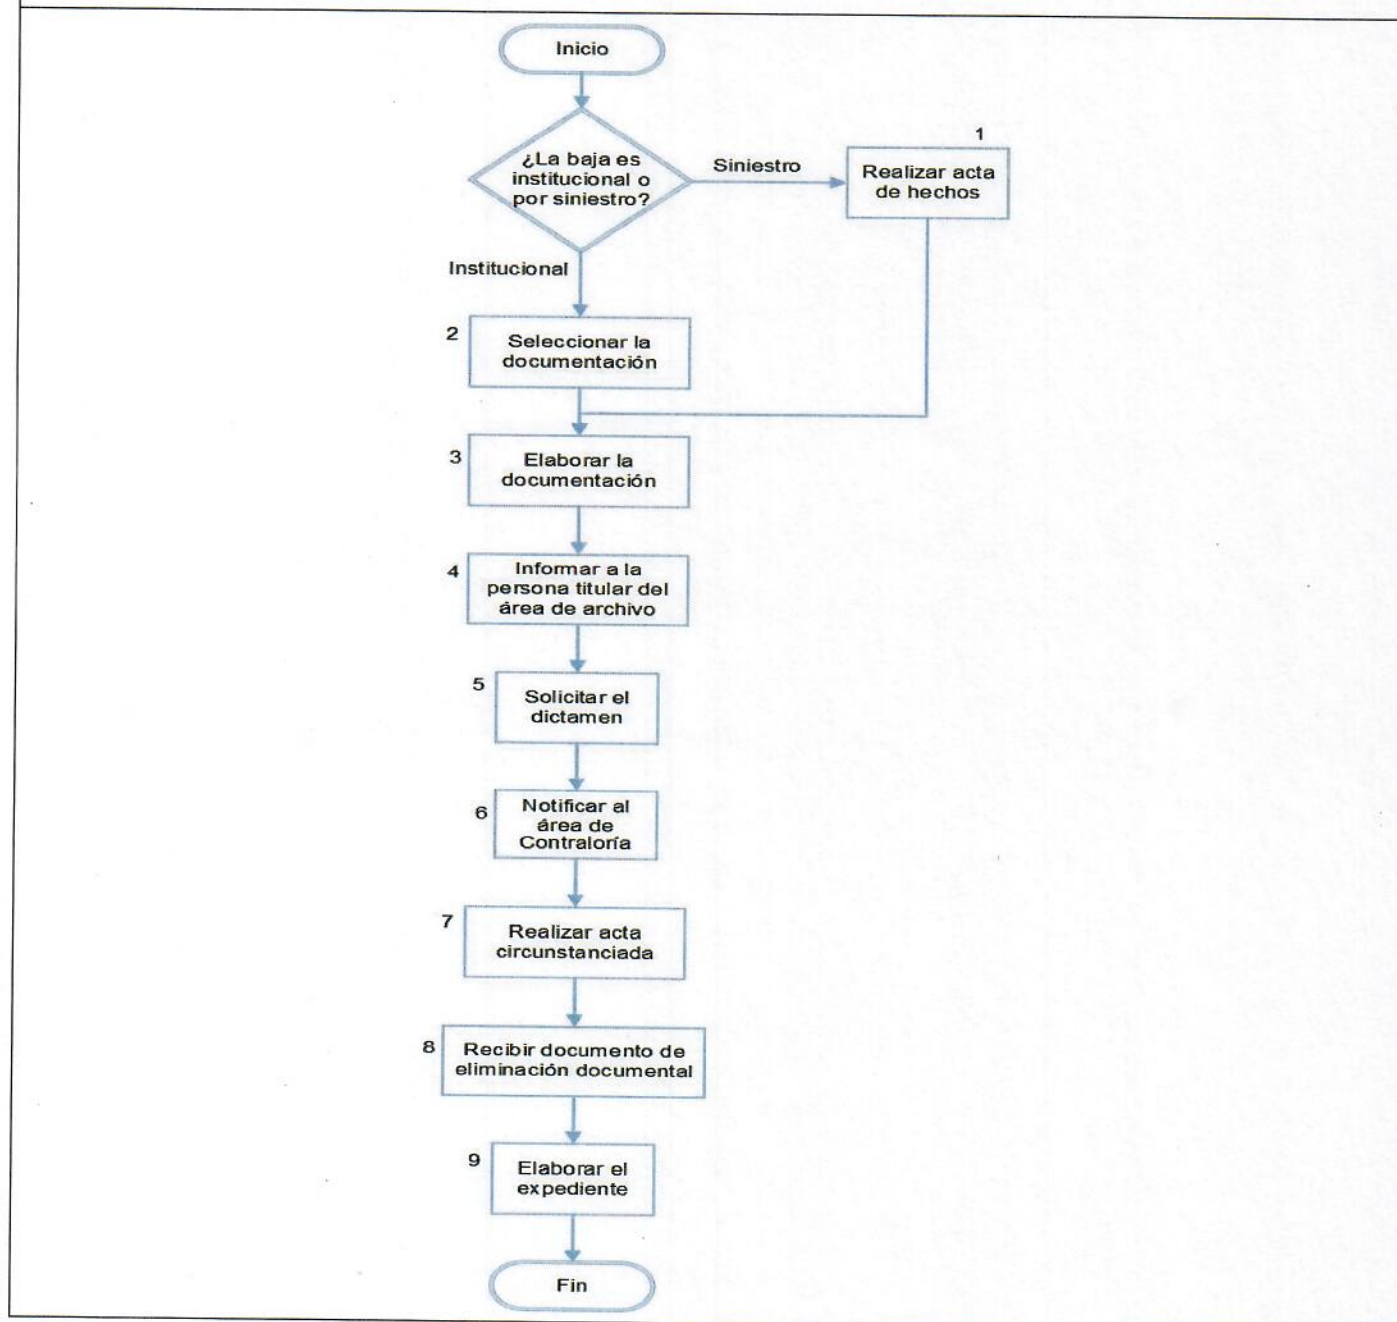 Inicio
¿La baja es
institucional o
por siniestro?
Siniestro
1
Realizar acta
de hechos
Institucional
2
Seleccionar la
documentación
3
Elaborar la
documentación
4
Informar a la
persona titular del
área de archivo
5
Solicitar el
dictamen
6
Notificar al
área de
Contraloría
7
Realizar acta
circunstanciada
8
Recibir documento de
eliminación documental
9
Elaborar el
expediente
Fin